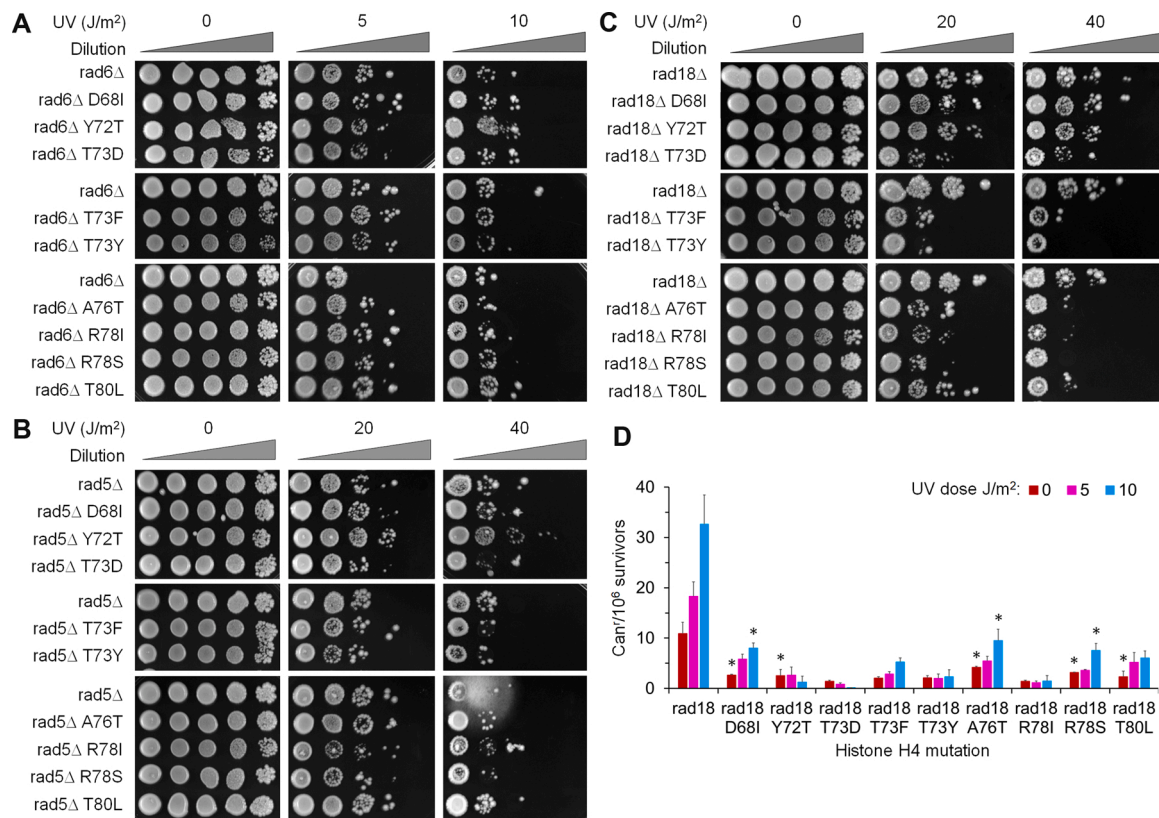 A
UV (J/m²) 0 5 10
Dilution
rad6Δ
rad6Δ D68I
rad6Δ Y72T
rad6Δ T73D
rad6Δ
rad6Δ T73F
rad6Δ T73Y
rad6Δ
rad6Δ A76T
rad6Δ R78I
rad6Δ R78S
rad6Δ T80L
B
UV (J/m²) 0 20 40
Dilution
rad5Δ
rad5Δ D68I
rad5Δ Y72T
rad5Δ T73D
rad5Δ
rad5Δ T73F
rad5Δ T73Y
rad5Δ
rad5Δ A76T
rad5Δ R78I
rad5Δ R78S
rad5Δ T80L
C
UV (J/m²) 0 20 40
Dilution
rad18Δ
rad18Δ D68I
rad18Δ Y72T
rad18Δ T73D
rad18Δ
rad18Δ T73F
rad18Δ T73Y
rad18Δ
rad18Δ A76T
rad18Δ R78I
rad18Δ R78S
rad18Δ T80L
D
UV dose J/m²: 0 5 10
Canʳ/10⁶ survivors
40
30
20
10
0
* * * * * * * *
rad18 rad18 rad18 rad18 rad18 rad18 rad18 rad18 rad18 rad18
D68I Y72T T73D T73F T73Y A76T R78I R78S T80L
Histone H4 mutation